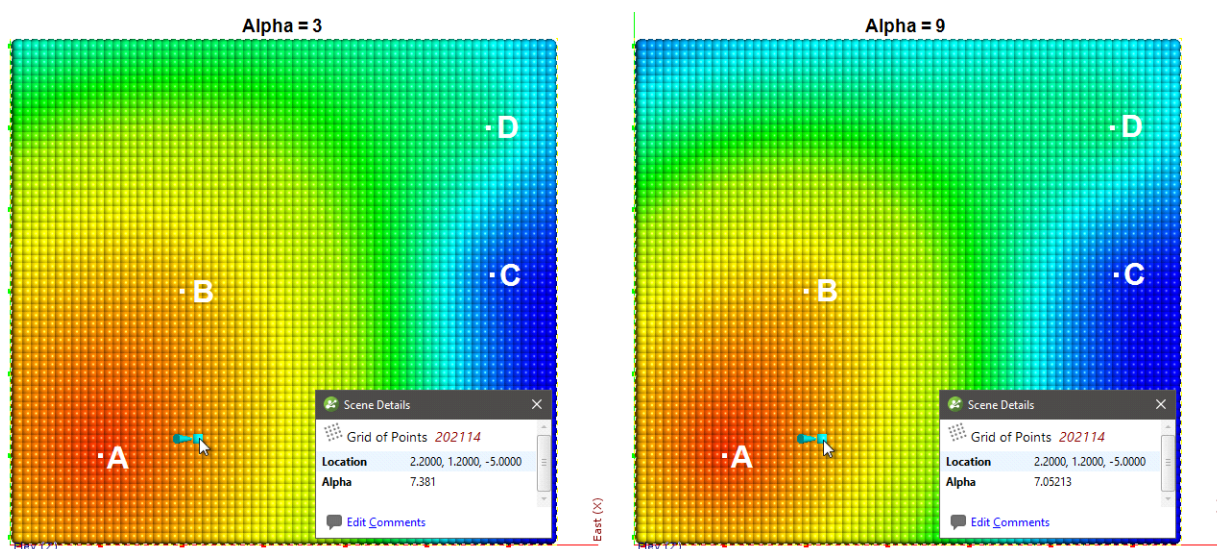 Alpha = 3
D
B
C
A
Scene Details
Grid of Points 202114
Location 2.2000, 1.2000, -5.0000
Alpha 7.381
Edit Comments
East (X)
Elev (Z)
Alpha = 9
D
B
C
A
Scene Details
Grid of Points 202114
Location 2.2000, 1.2000, -5.0000
Alpha 7.05213
Edit Comments
Elev (Z)